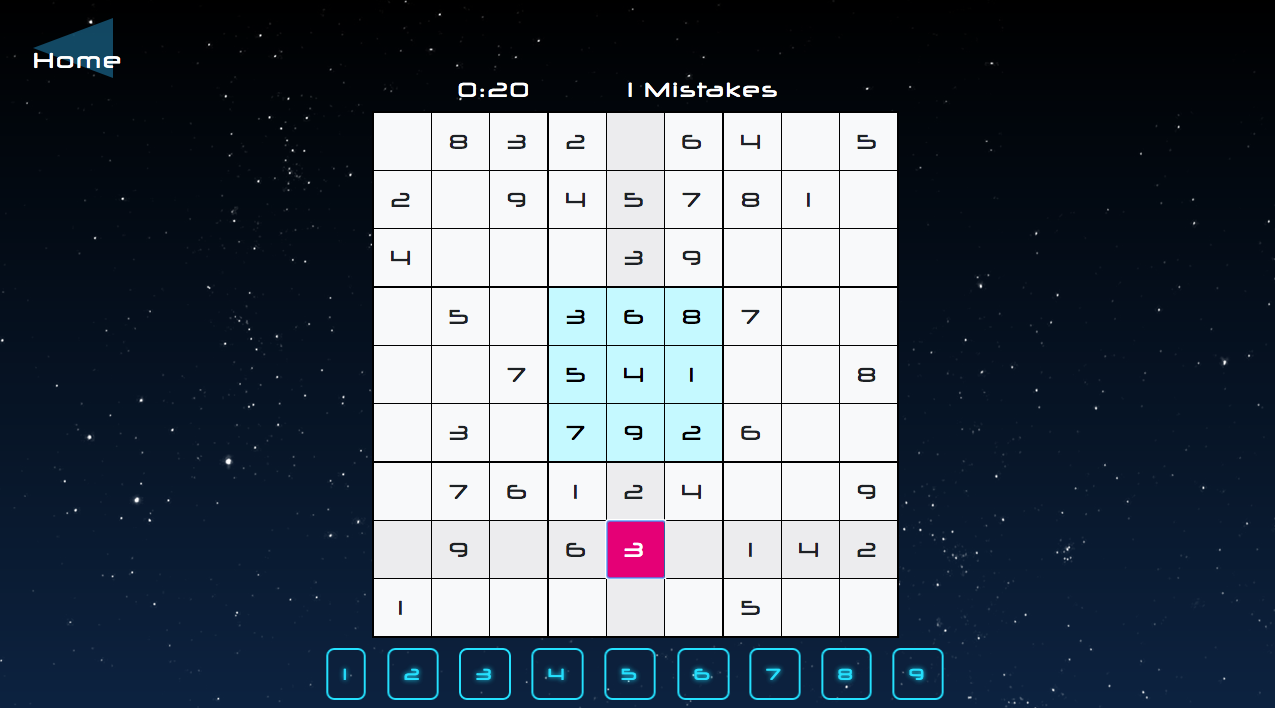 Home
0:20 1 Mistakes
8 3 2 6 4 5
2 9 4 5 7 8 1
4 3 9
5 3 6 8 7
7 5 4 1 8
3 7 9 2 6
7 6 1 2 4 9
9 6 3 1 4 2
1 5
1 2 3 4 5 6 7 8 9